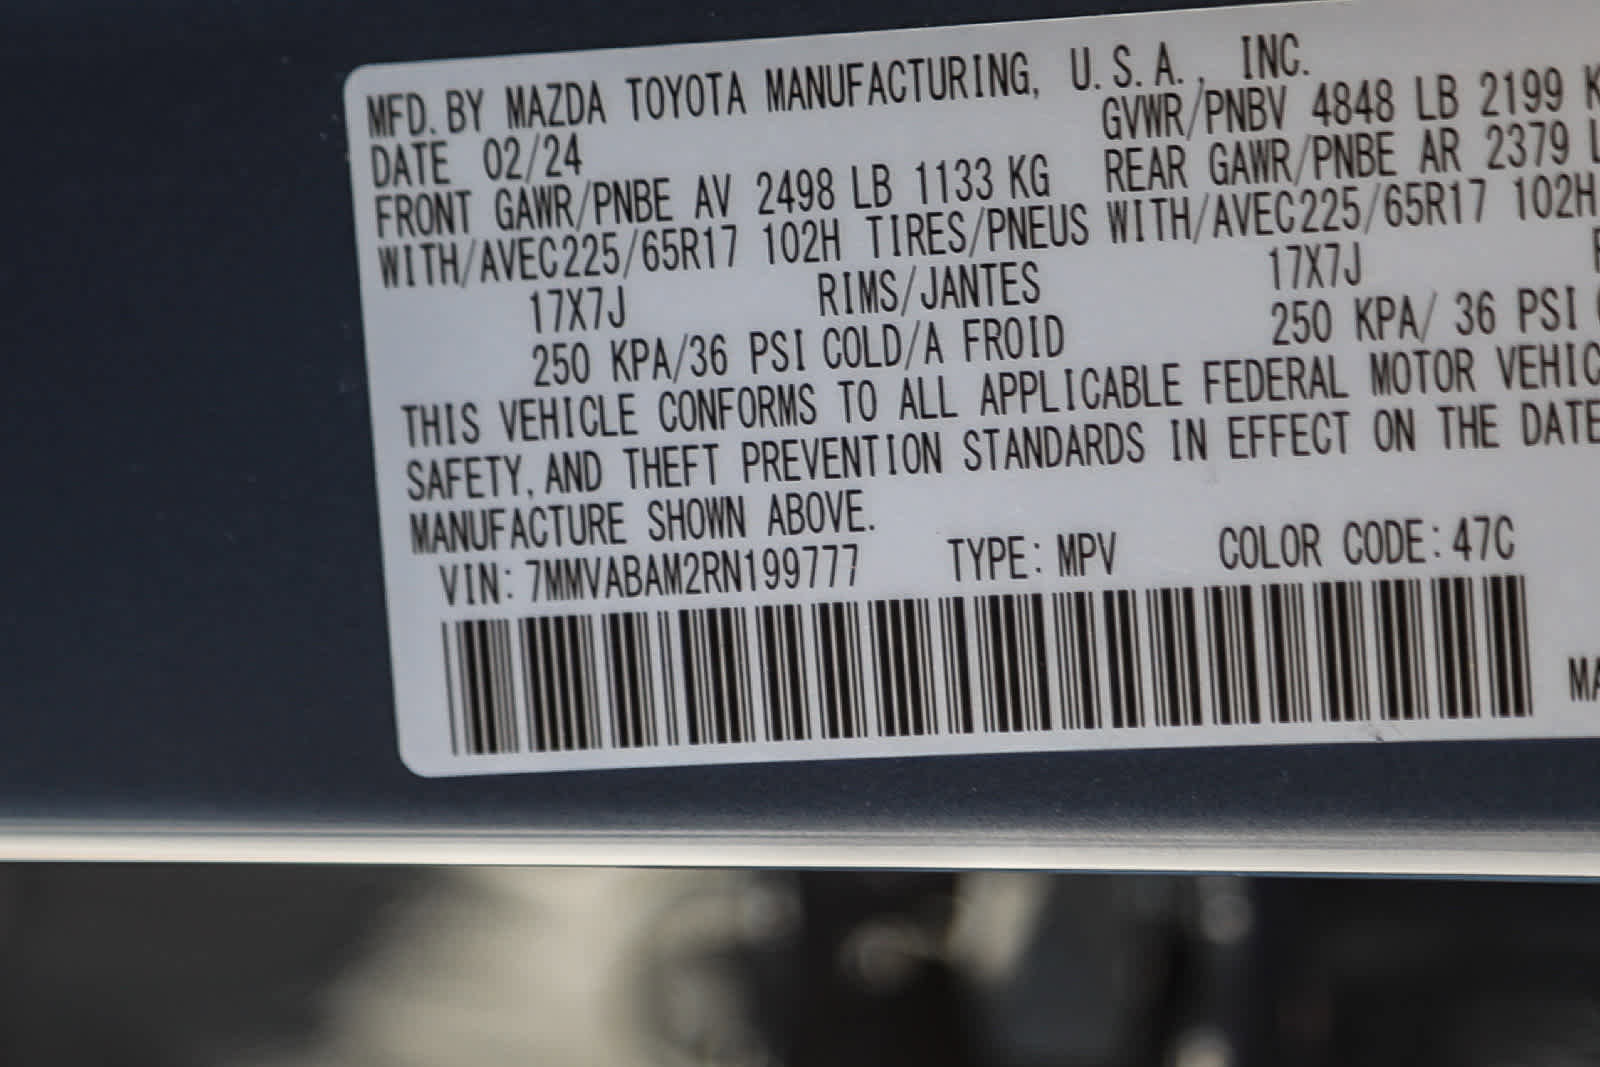 MFD. BY MAZDA TOYOTA MANUFACTURING, U.S.A., INC.
DATE 02/24 GVWR/PNBV 4848 LB 2199 K
FRONT GAWR/PNBE AV 2498 LB 1133 KG REAR GAWR/PNBE AR 2379 L
WITH/AVEC225/65R17 102H TIRES/PNEUS WITH/AVEC225/65R17 102H
17X7J RIMS/JANTES 17X7J
250 KPA/36 PSI COLD/A FROID 250 KPA/ 36 PSI
THIS VEHICLE CONFORMS TO ALL APPLICABLE FEDERAL MOTOR VEHIC
SAFETY, AND THEFT PREVENTION STANDARDS IN EFFECT ON THE DATE
MANUFACTURE SHOWN ABOVE.
VIN: 7MMVABAM2RN199777 TYPE: MPV COLOR CODE: 47C
MA